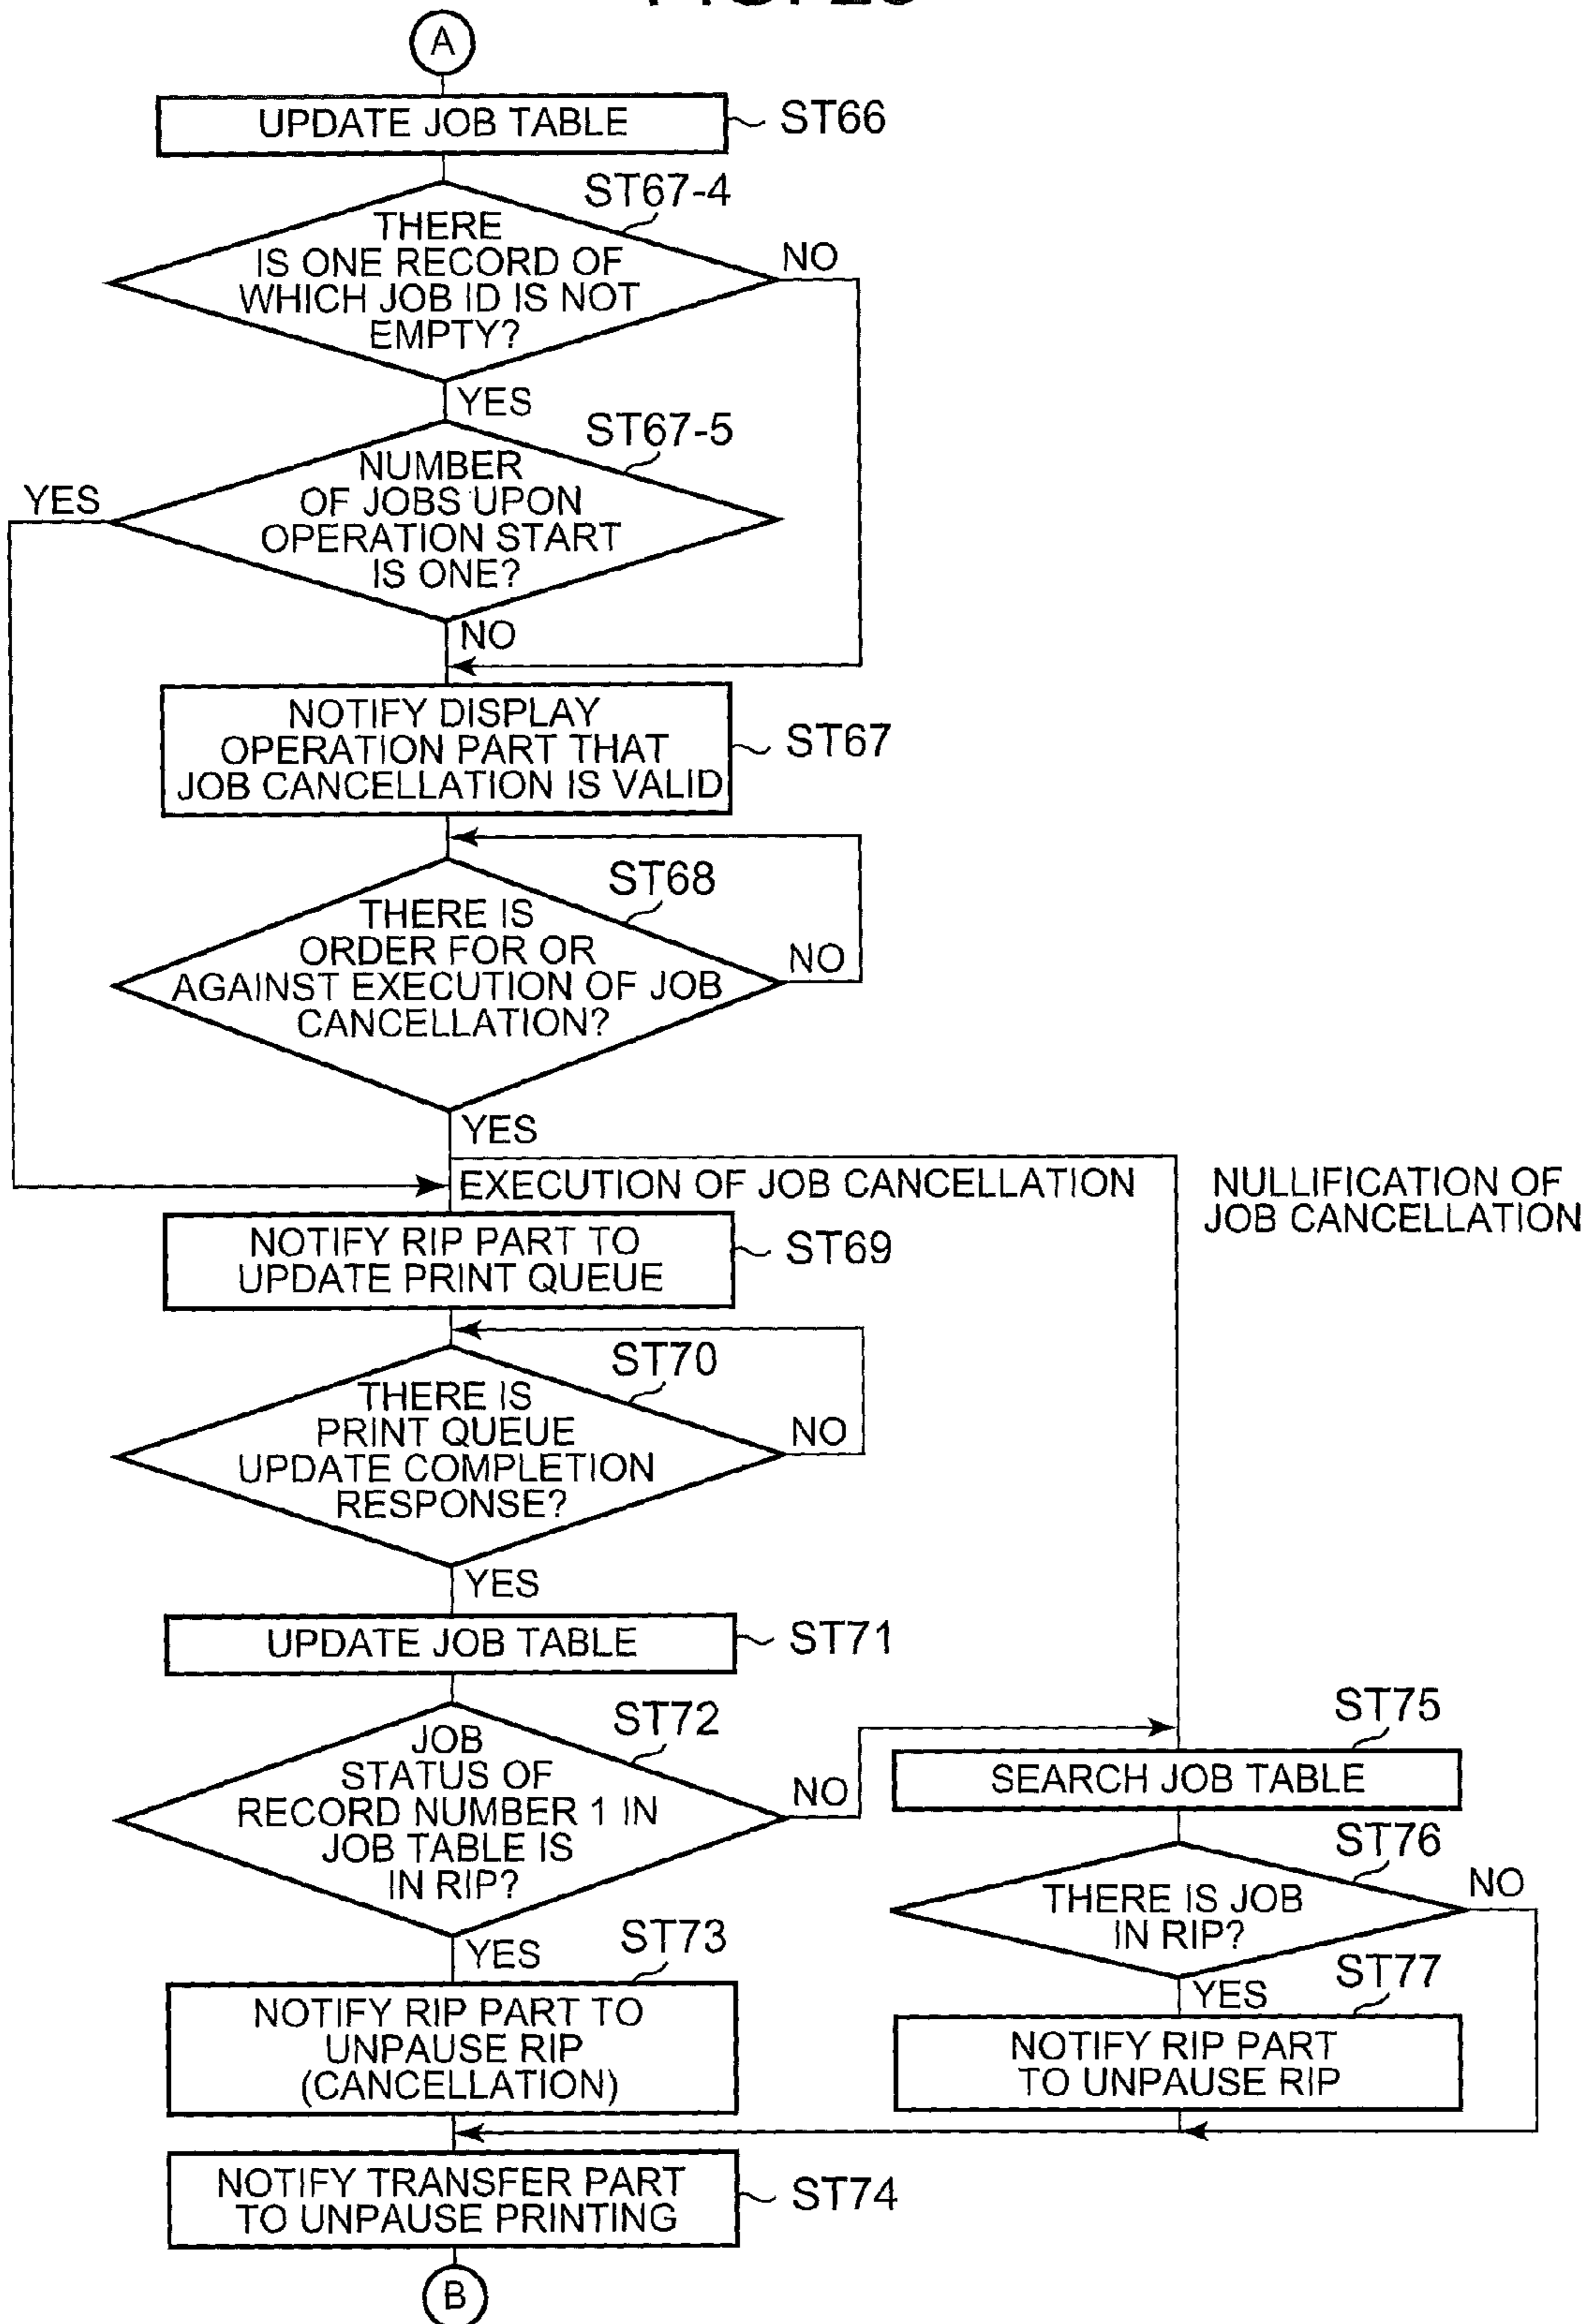 A
UPDATE JOB TABLE
ST66
ST67-4
THERE
IS ONE RECORD OF
WHICH JOB ID IS NOT
EMPTY?
NO
YES
ST67-5
NUMBER
OF JOBS UPON
OPERATION START
IS ONE?
YES
NO
NOTIFY DISPLAY
OPERATION PART THAT
JOB CANCELLATION IS VALID
ST67
ST68
THERE IS
ORDER FOR OR
AGAINST EXECUTION OF JOB
CANCELLATION?
NO
YES
EXECUTION OF JOB CANCELLATION
NULLIFICATION OF
JOB CANCELLATION
NOTIFY RIP PART TO
UPDATE PRINT QUEUE
ST69
ST70
THERE IS
PRINT QUEUE
UPDATE COMPLETION
RESPONSE?
NO
YES
UPDATE JOB TABLE
ST71
ST72
JOB
STATUS OF
RECORD NUMBER 1 IN
JOB TABLE IS
IN RIP?
NO
YES
ST75
SEARCH JOB TABLE
ST76
THERE IS JOB
IN RIP?
NO
YES
ST73
NOTIFY RIP PART TO
UNPAUSE RIP
(CANCELLATION)
ST77
NOTIFY RIP PART
TO UNPAUSE RIP
NOTIFY TRANSFER PART
TO UNPAUSE PRINTING
ST74
B